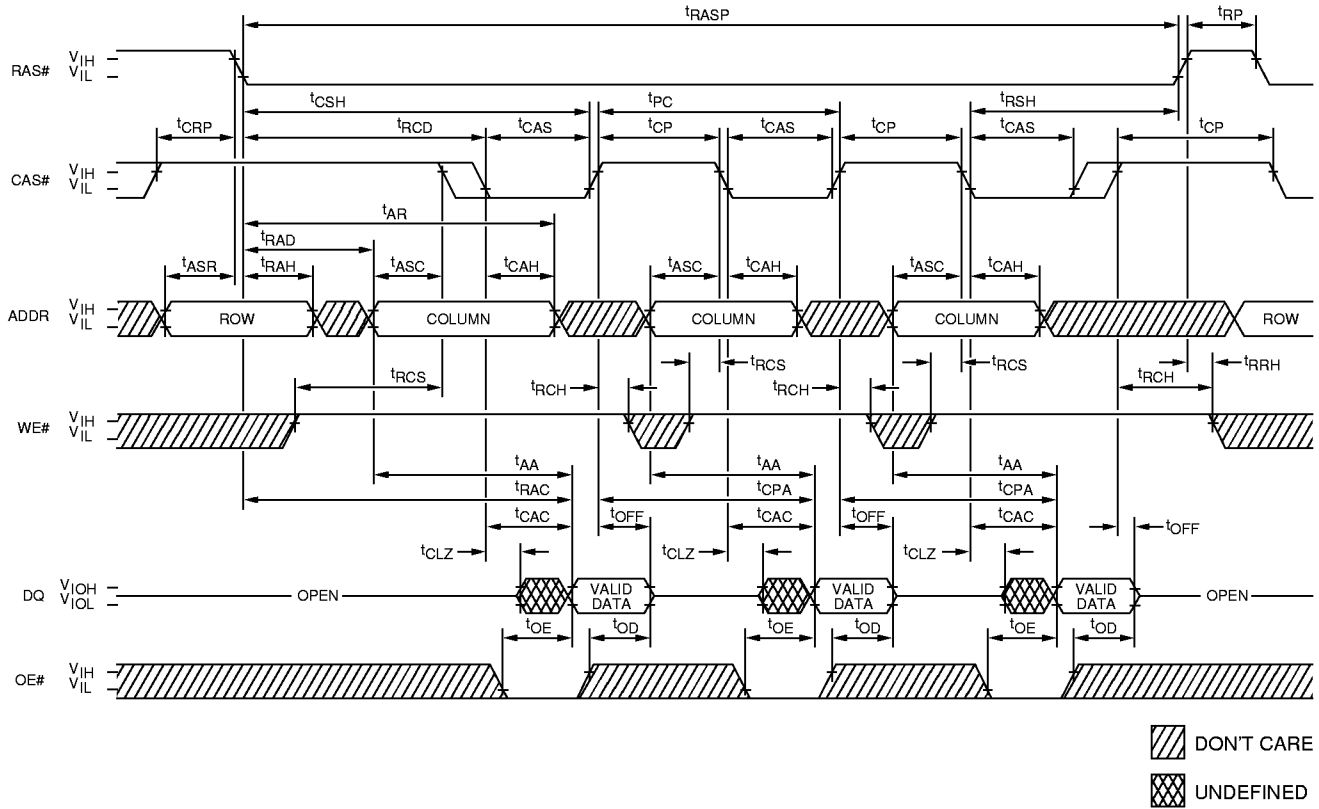 tRASP tRP
RAS# VIH
VIL
tCSH tPC tRSH
tCRP tRCD tCAS tCP tCAS tCP tCAS tCP
CAS# VIH
VIL
tAR
tRAD
tASR tRAH tASC tCAH tASC tCAH tASC tCAH
ADDR VIH
VIL
ROW COLUMN COLUMN COLUMN ROW
tRCS tRCH tRCS tRCH tRCS tRCH tRRH
WE# VIH
VIL
tAA tAA tAA
tRAC tCPA tCPA
tCAC tOFF tCAC tOFF tCAC tOFF
tCLZ tCLZ tCLZ
DQ VIOH
VIOL
OPEN VALID DATA VALID DATA VALID DATA OPEN
tOE tOD tOE tOD tOE tOD
OE# VIH
VIL
DON'T CARE
UNDEFINED